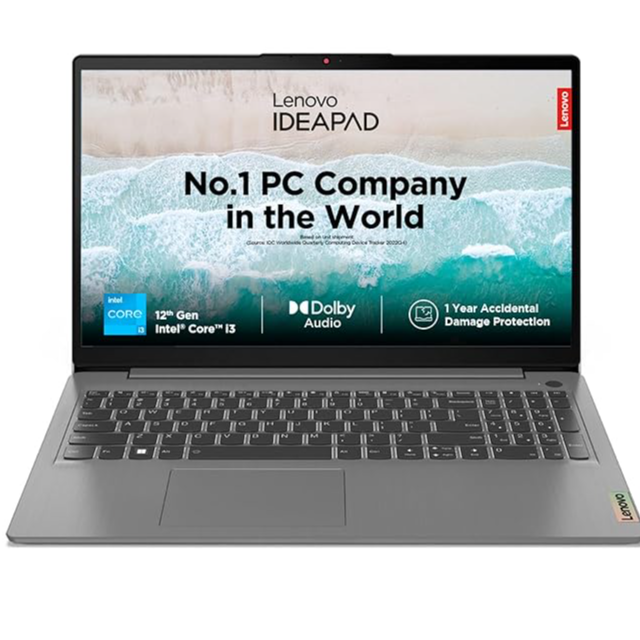 Lenovo
IDEAPAD
Lenovo
No.1 PC Company
in the World
Based on unit shipment
(Source: IDC Worldwide Quarterly Computing Device Tracker 2022Q4)
intel
CORE
i3
12th Gen
Intel® Core™ i3
Dolby
Audio
1 Year Accidental
Damage Protection
Lenovo